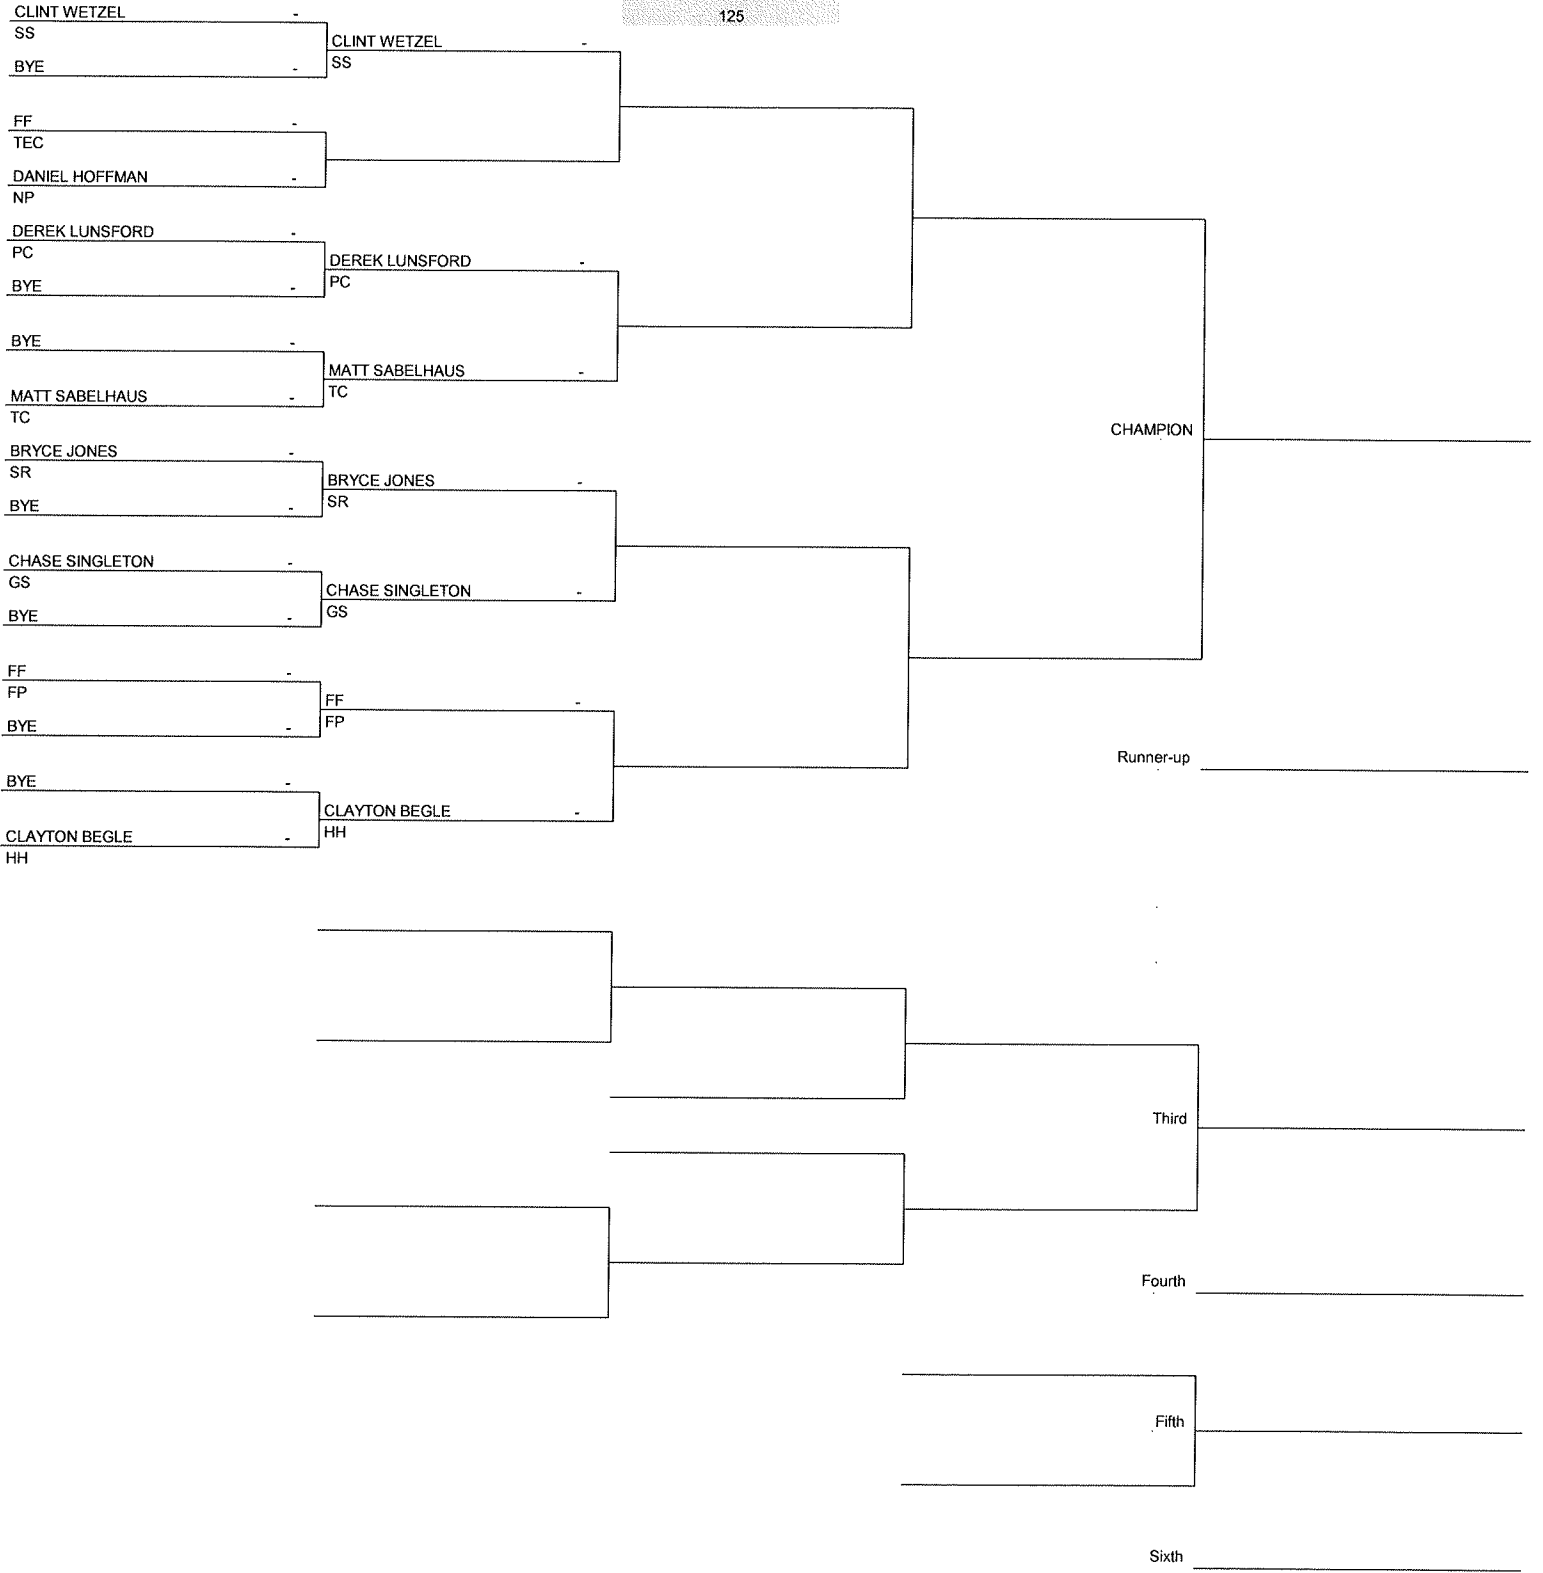 125
CLINT WETZEL -
SS
BYE -
CLINT WETZEL -
SS
FF -
TEC
DANIEL HOFFMAN -
NP
DEREK LUNSFORD -
PC
BYE -
DEREK LUNSFORD -
PC
BYE -
MATT SABELHAUS -
TC
MATT SABELHAUS -
TC
BRYCE JONES -
SR
BYE -
BRYCE JONES -
SR
CHASE SINGLETON -
GS
BYE -
CHASE SINGLETON -
GS
FF -
FP
BYE -
FF -
FP
BYE -
CLAYTON BEGLE -
HH
CLAYTON BEGLE -
HH
CHAMPION
Runner-up
Third
Fourth
Fifth
Sixth